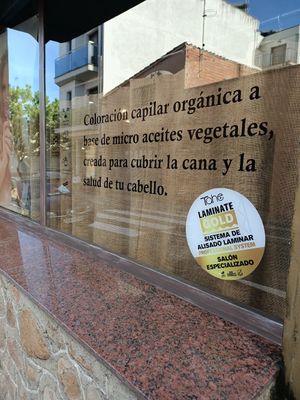 Coloración capilar orgánica a
base de micro aceites vegetales,
creada para cubrir la cana y la
salud de tu cabello.
Tahe
LAMINATE
GOLD
SISTEMA DE
ALISADO LAMINAR
PROFESSIONAL SYSTEM
SALÓN
ESPECIALIZADO